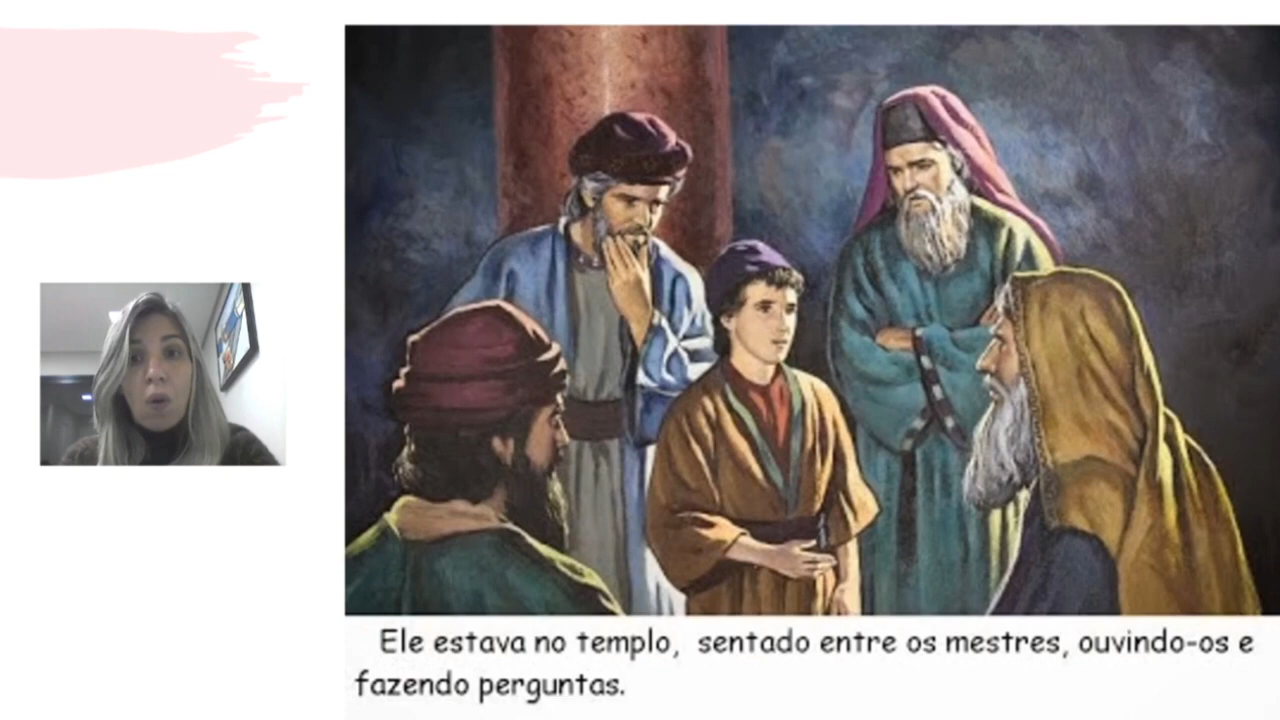 Ele estava no templo, sentado entre os mestres, ouvindo-os e
fazendo perguntas.